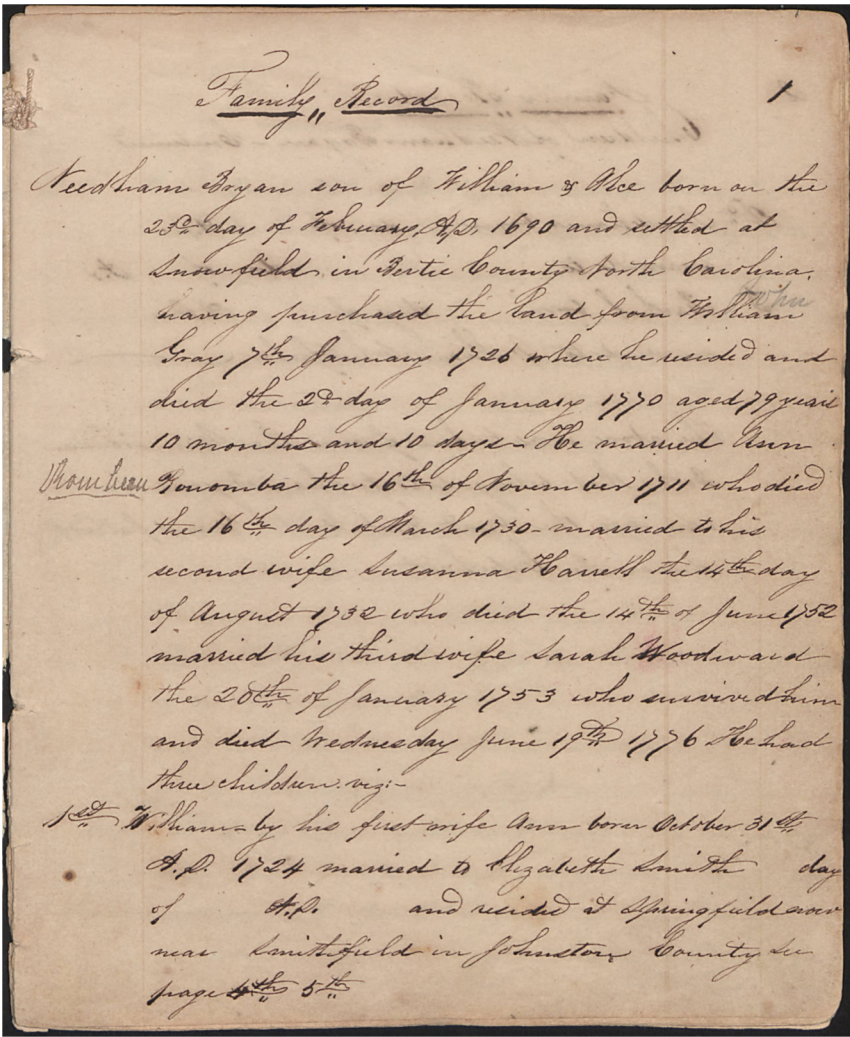 Family " Record
1
Needham Bryan son of William & Alce born on the
23rd day of February, A.D. 1690 and settled at
Snowfield in Bertie County North Carolina.
having purchased the land from William
John
Gray 7th January 1726 where he resided and
died the 2d day of January 1770 aged 79 years
10 months and 10 days - He married Ann
the 16th of November 1711 who died
the 16th day of March 1730 - married to his
second wife Susanna Harrell the 14th day
of August 1732 who died the 14th of June 1752
married his third wife Sarah Woodward
the 20th of January 1753 who survived him
and died Wednesday June 19th 1776 He had
three children. viz:-
1st William - by his first wife Ann born October 31st
A.D. 1724 married to Elizabeth Smith day
of A.D. and resided at Springfield now
near Smithfield in Johnston County See
page 4th 5th